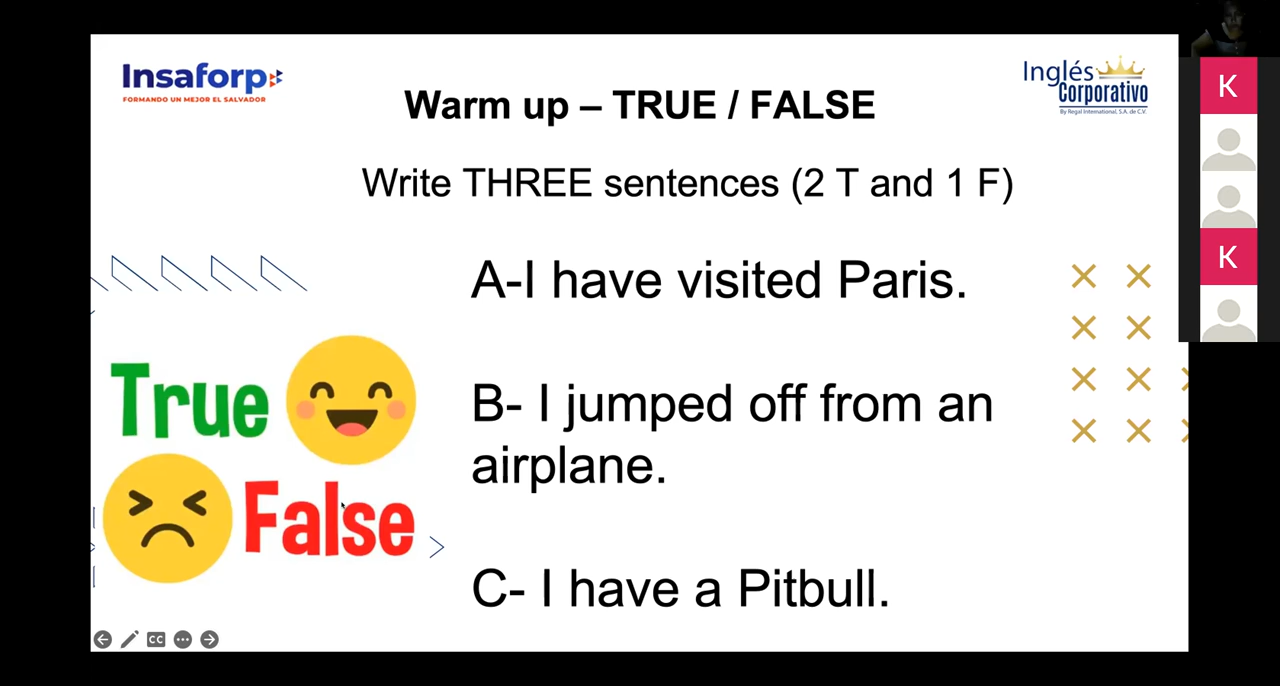 Insaforp
FORMANDO UN MEJOR EL SALVADOR
Inglés
Corporativo
By Regal International, S.A. de C.V.
Warm up – TRUE / FALSE
Write THREE sentences (2 T and 1 F)
A-I have visited Paris.
B- I jumped off from an
airplane.
C- I have a Pitbull.
True
False
K
K
CC